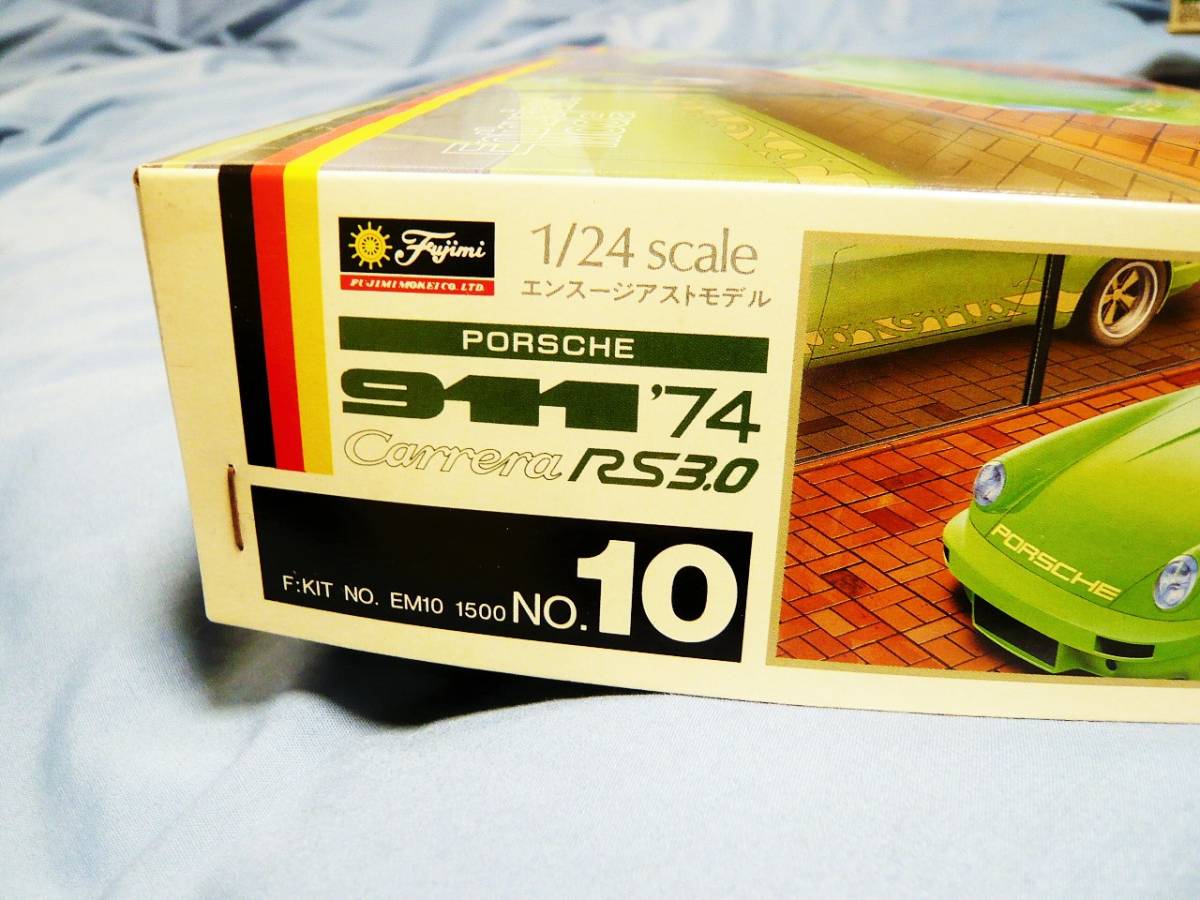 Fujimi
FUJIMI MOKEI CO. LTD.
1/24 scale
エンスージアストモデル
PORSCHE
911 '74
Carrera RS3.0
F:KIT NO. EM10 1500 NO. 10
PORSCHE